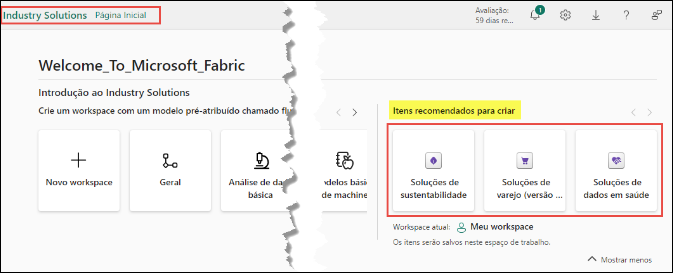 Industry Solutions Página Inicial
Avaliação:
59 dias re...
1
Welcome_To_Microsoft_Fabric
Introdução ao Industry Solutions
Crie um workspace com um modelo pré-atribuído chamado
Novo workspace
Geral
Análise de da
básica
odelos bási
de machine
Itens recomendados para criar
Soluções de
sustentabilidade
Soluções de
varejo (versão ...
Soluções de
dados em saúde
Workspace atual: Meu workspace
Os itens serão salvos neste espaço de trabalho.
Mostrar menos